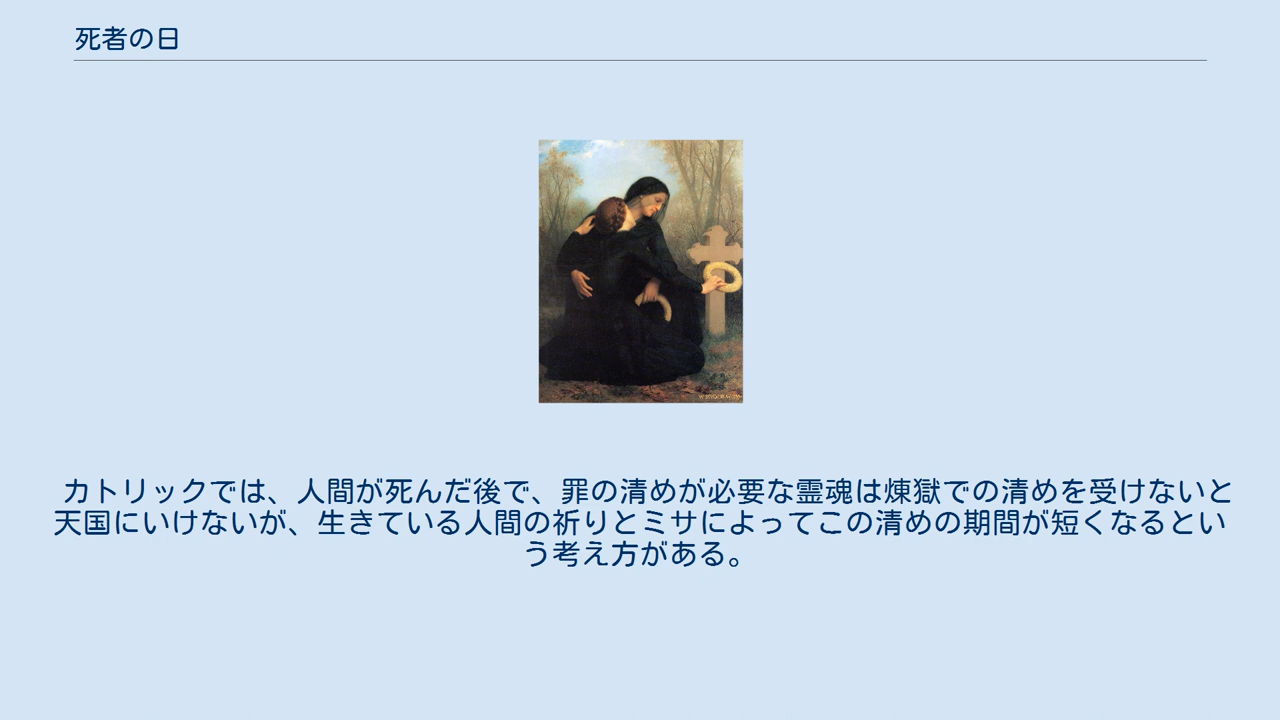 死者の日
カトリックでは、人間が死んだ後で、罪の清めが必要な霊魂は煉獄での清めを受けないと
天国にいけないが、生きている人間の祈りとミサによってこの清めの期間が短くなるとい
う考え方がある。